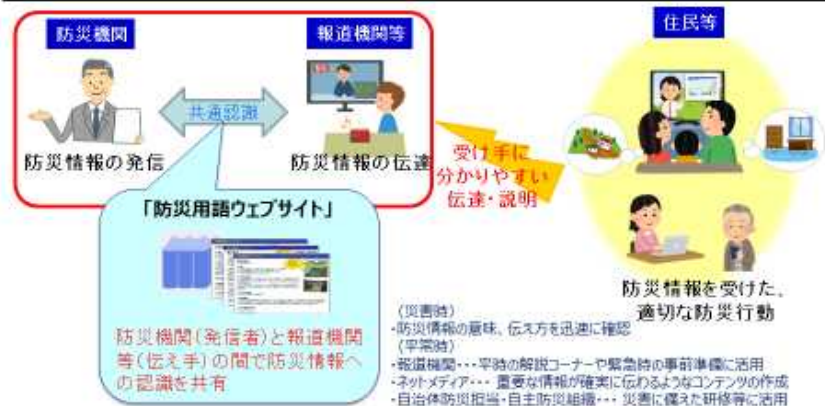 防災機関
報道機関等
住民等
共通認識
防災情報の発信
防災情報の伝達
受け手に
分かりやすい
伝達・説明
「防災用語ウェブサイト」
防災機関(発信者)と報道機関
等(伝え手)の間で防災情報へ
の認識を共有
防災情報を受けた、
適切な防災行動
(災害時)
・防災情報の意味、伝え方を迅速に確認
(平常時)
・報道機関・・・平時の解説コーナーや緊急時の事前準備に活用
・ネットメディア・・・ 重要な情報が確実に伝わるようなコンテンツの作成
・自治体防災担当・自主防災組織・・・ 災害に備えた研修等に活用